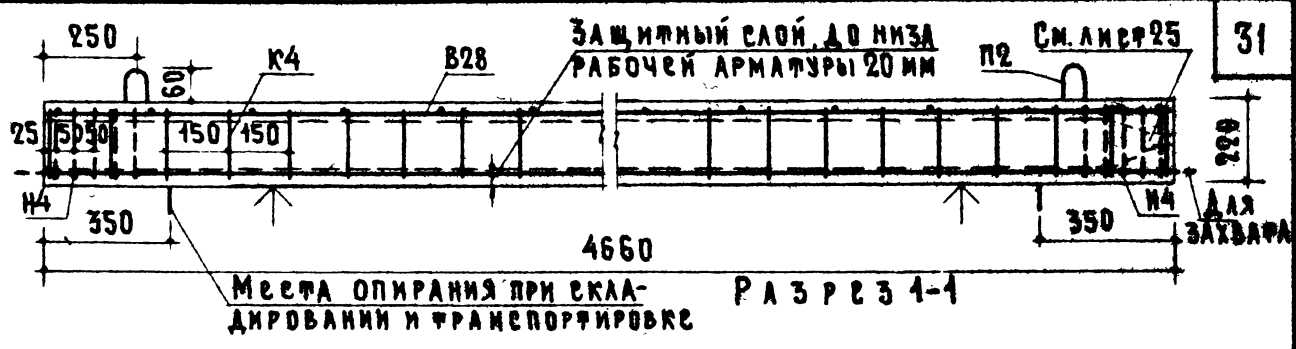 31
250
60
К4
В28
Защитный слой до низа
рабочей арматуры 20 мм
П2
См. лист 25
25
50 50
150
150
220
Н4
Н4
Для
захвата
350
350
4660
Места опирания при скла-
дировании и транспортировке
Разрез 1-1